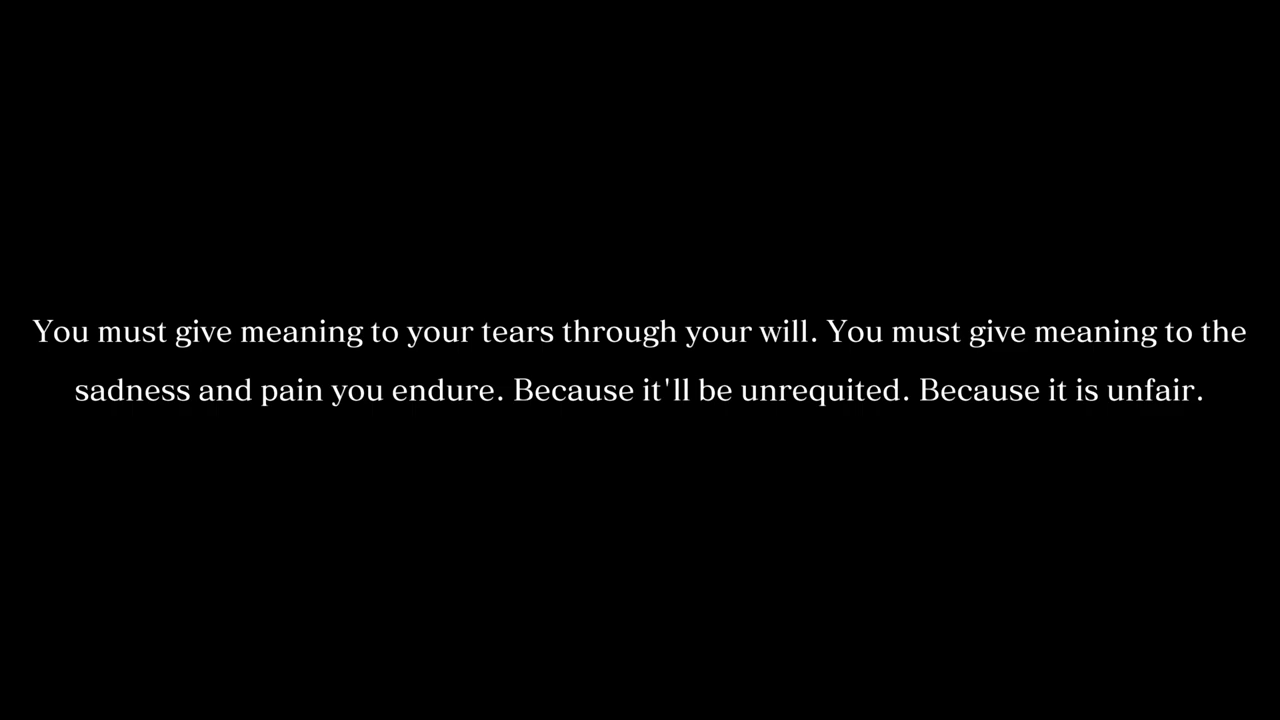 You must give meaning to your tears through your will. You must give meaning to the
sadness and pain you endure. Because it'll be unrequited. Because it is unfair.